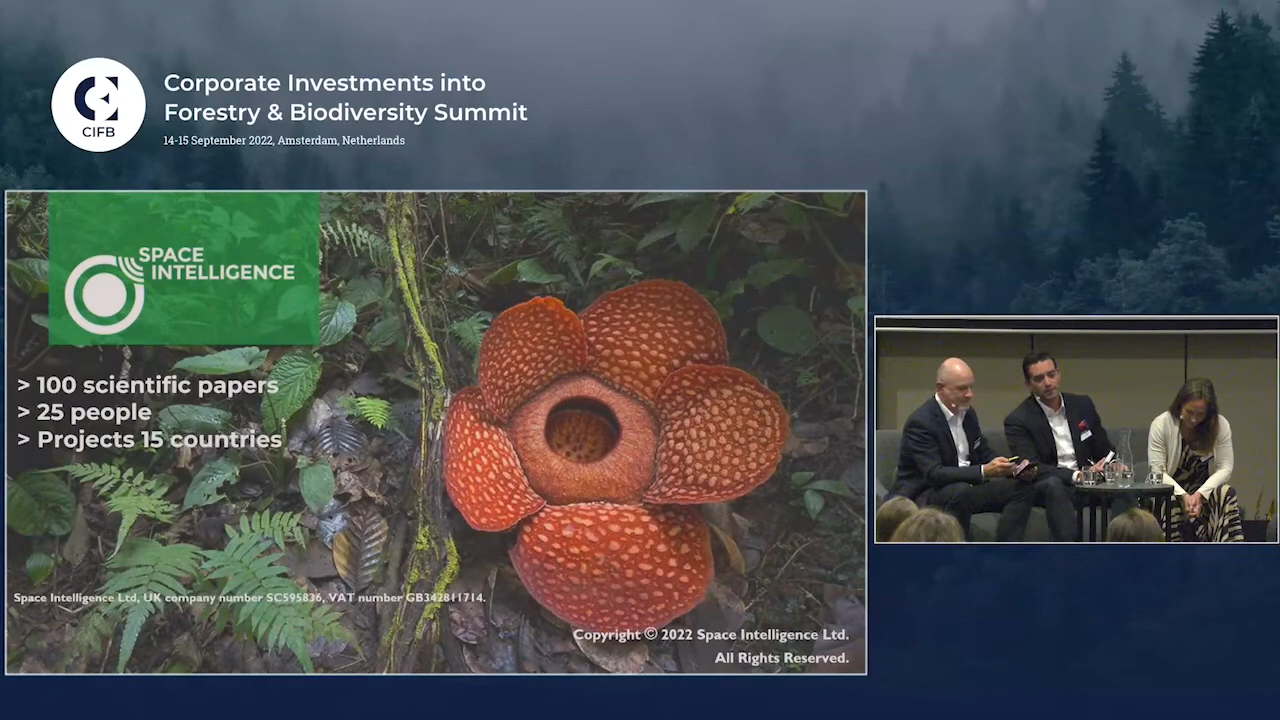 Corporate Investments into
Forestry & Biodiversity Summit
CIFB
14-15 September 2022, Amsterdam, Netherlands
SPACE
INTELLIGENCE
> 100 scientific papers
> 25 people
> Projects 15 countries
Space Intelligence Ltd, UK company number SC595836, VAT number GB342811714.
Copyright © 2022 Space Intelligence Ltd.
All Rights Reserved.